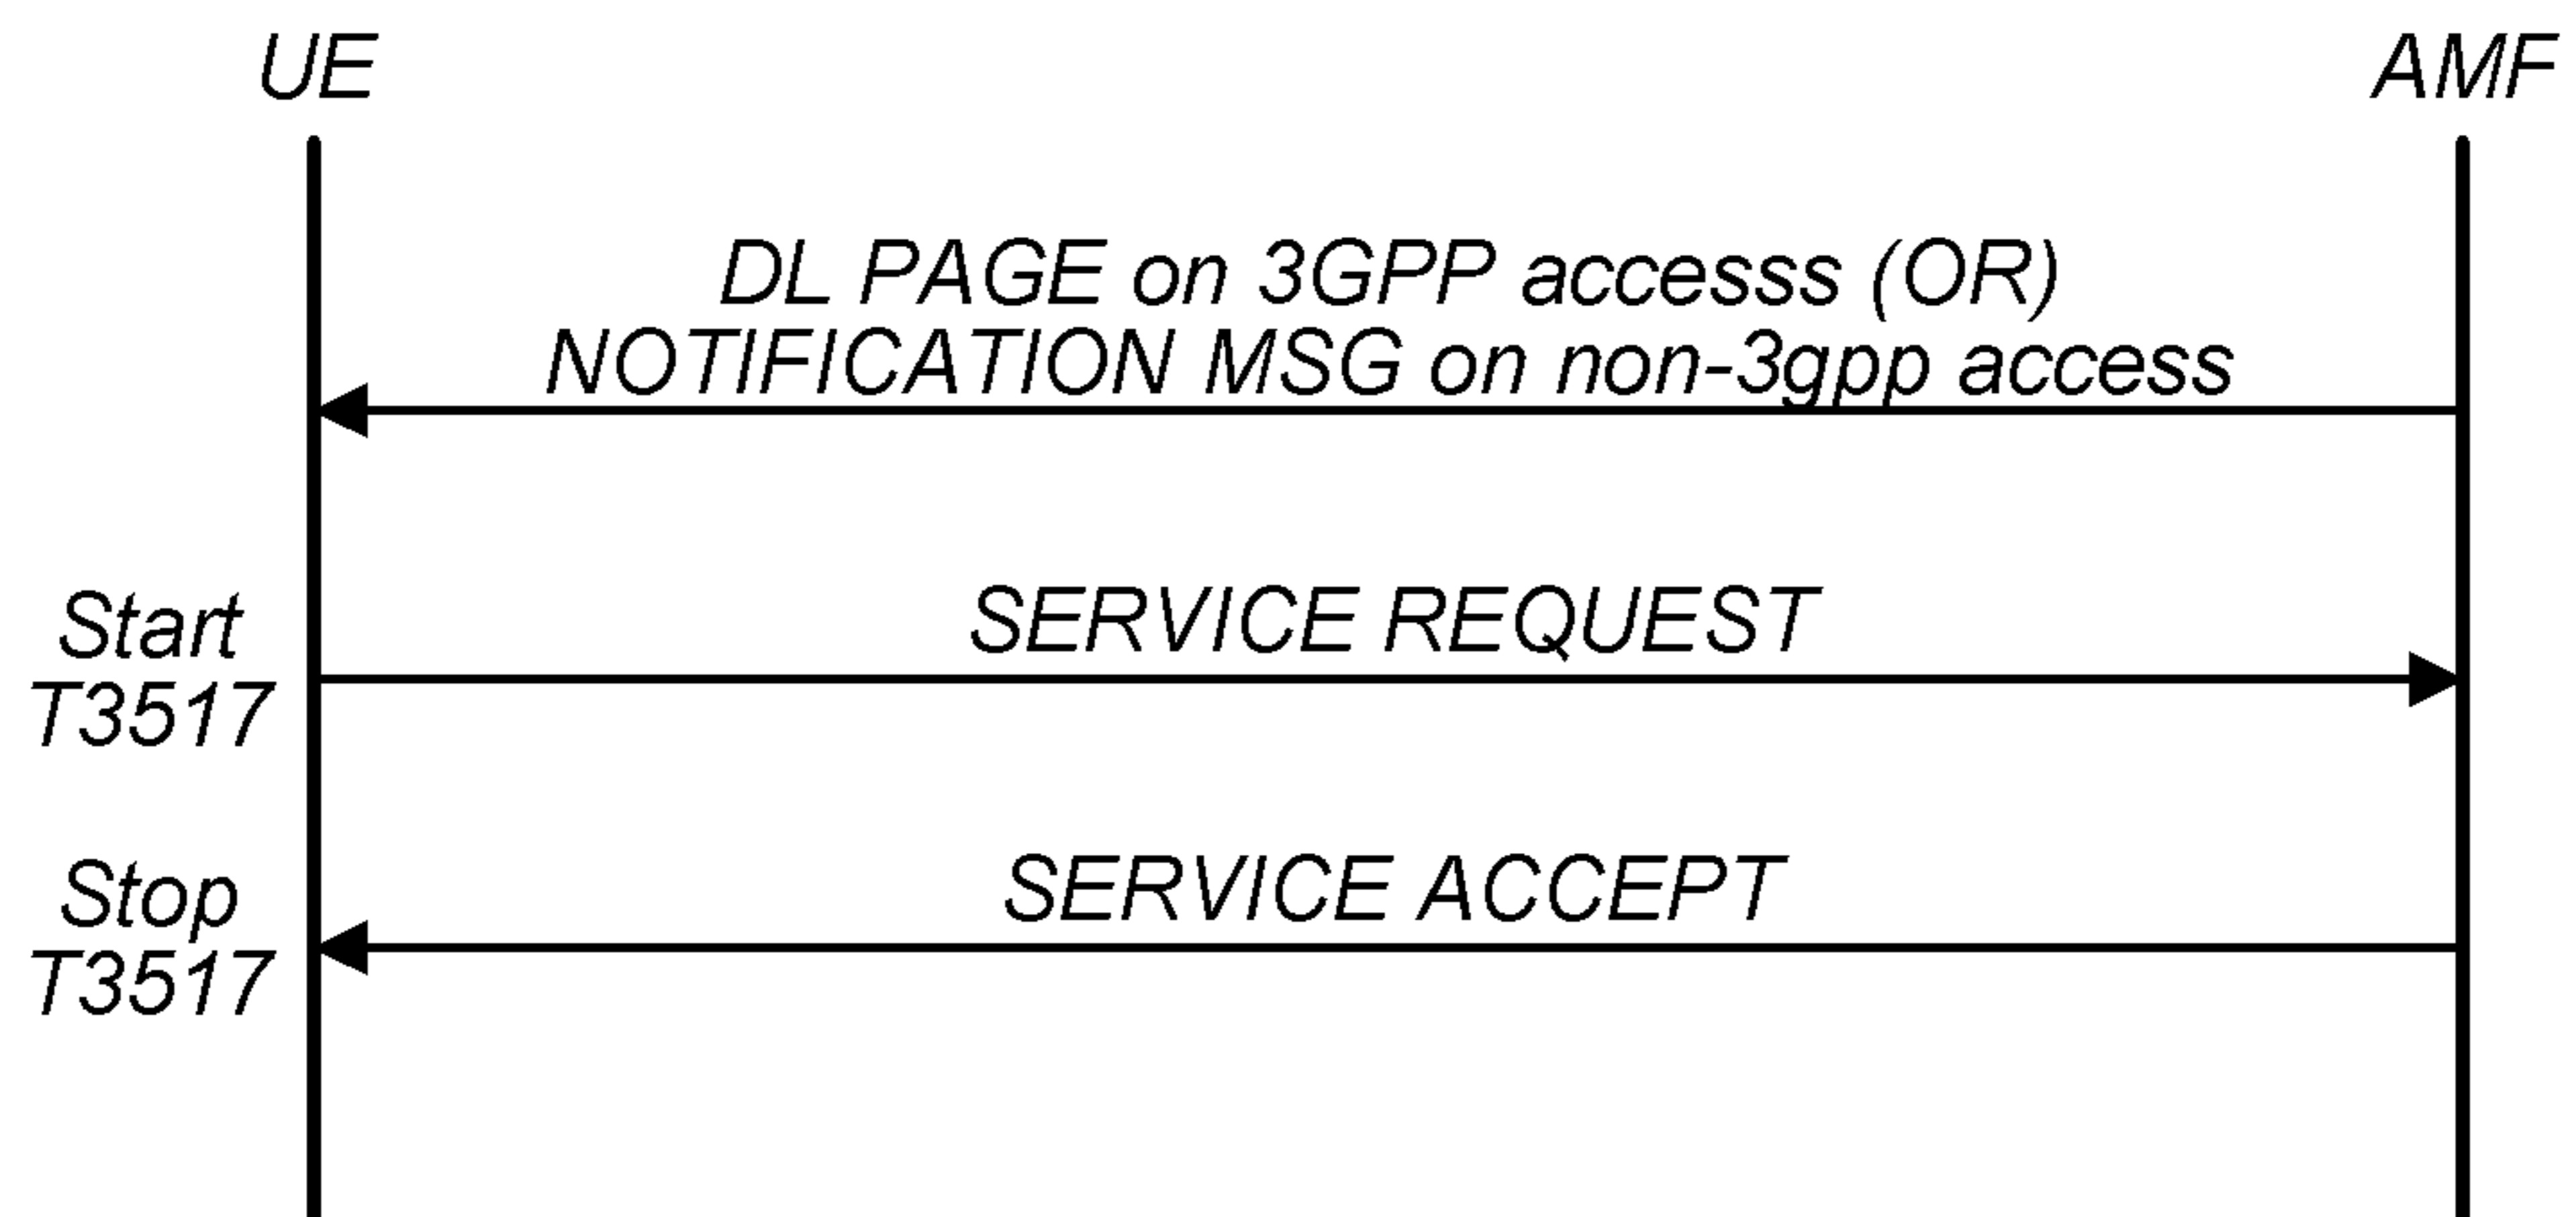 UE
AMF
DL PAGE on 3GPP accesss (OR)
NOTIFICATION MSG on non-3gpp access
Start
T3517
SERVICE REQUEST
Stop
T3517
SERVICE ACCEPT